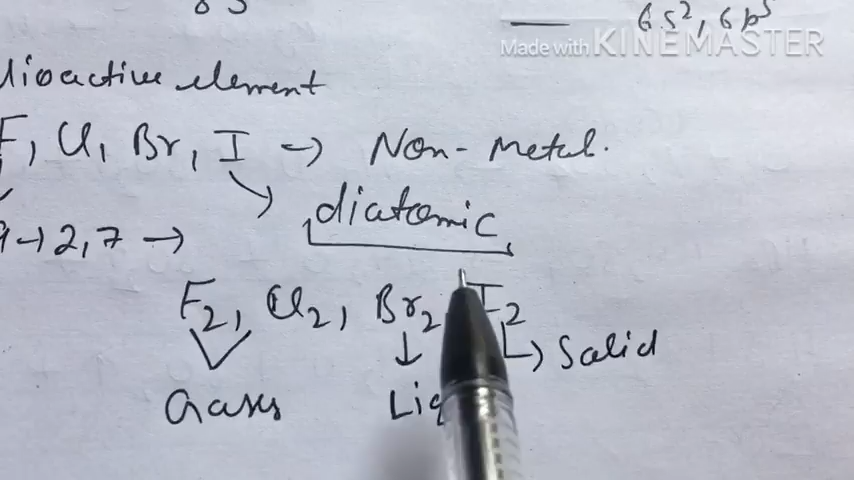 6s², 6p⁵
Made with KINEMASTER
dioactive element
F, Cl, Br, I → Non-Metal.
diatomic
9→2,7 →
F₂, Cl₂, Br₂ I₂
Solid
Gases